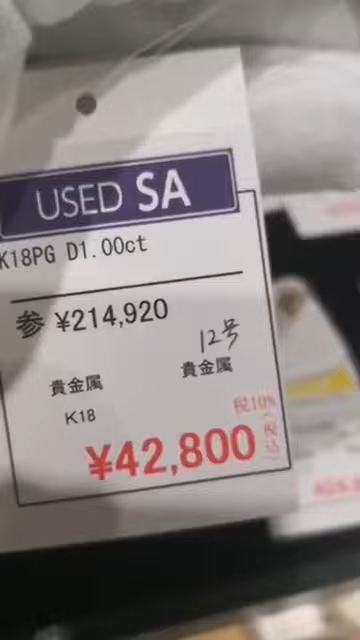 USED SA
K18PG D1.00ct
参 ¥214,920
12号
貴金属
貴金属
K18
税10%
¥42,800
(税込)